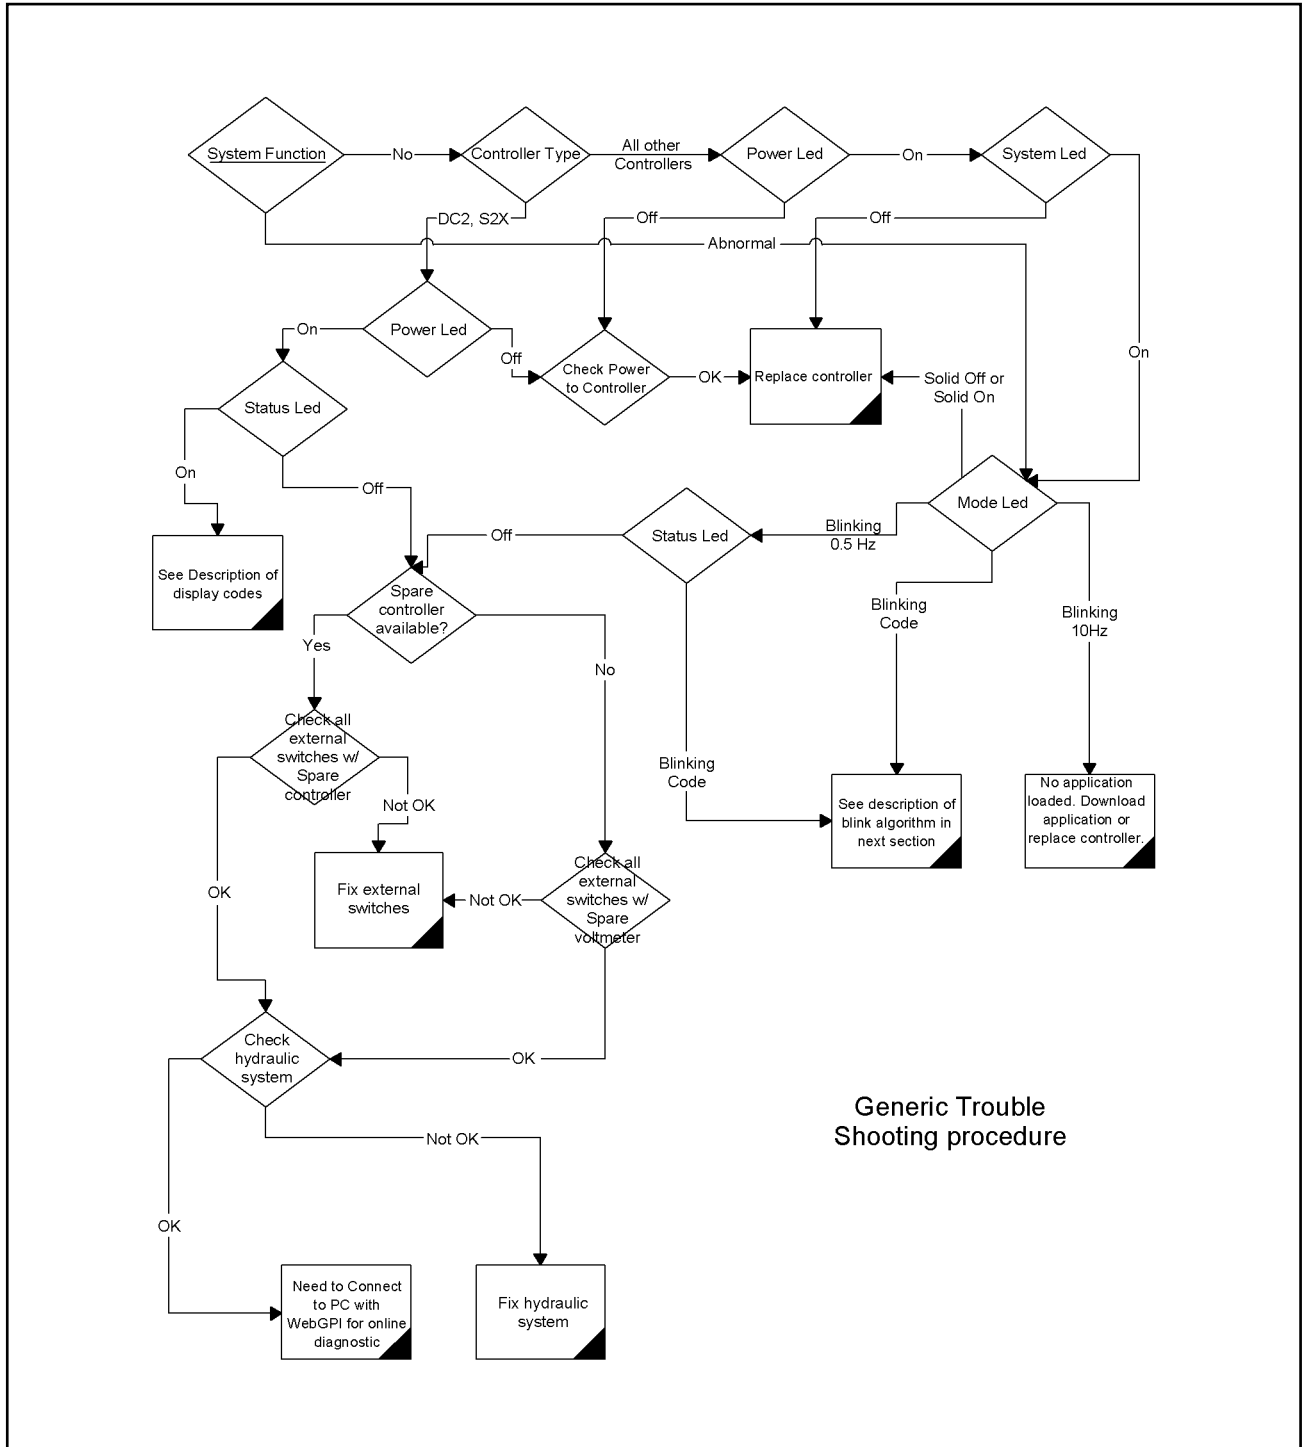 System Function
No
Controller Type
All other
Controllers
Power Led
On
System Led
DC2, S2X
Off
Off
Abnormal
On
Power Led
Off
Check Power
to Controller
OK
Replace controller
Solid Off or
Solid On
On
Status Led
On
Off
Mode Led
Status Led
Blinking
0.5 Hz
Off
See Description of
display codes
Spare
controller
available?
Blinking
Code
Blinking
10Hz
Yes
No
Check all
external
switches w/
Spare
controller
Not OK
Blinking
Code
See description of
blink algorithm in
next section
No application
loaded. Download
application or
replace controller.
OK
Fix external
switches
Not OK
Check all
external
switches w/
Spare
voltmeter
Check
hydraulic
system
OK
Generic Trouble
Shooting procedure
Not OK
OK
Need to Connect
to PC with
WebGPI for online
diagnostic
Fix hydraulic
system